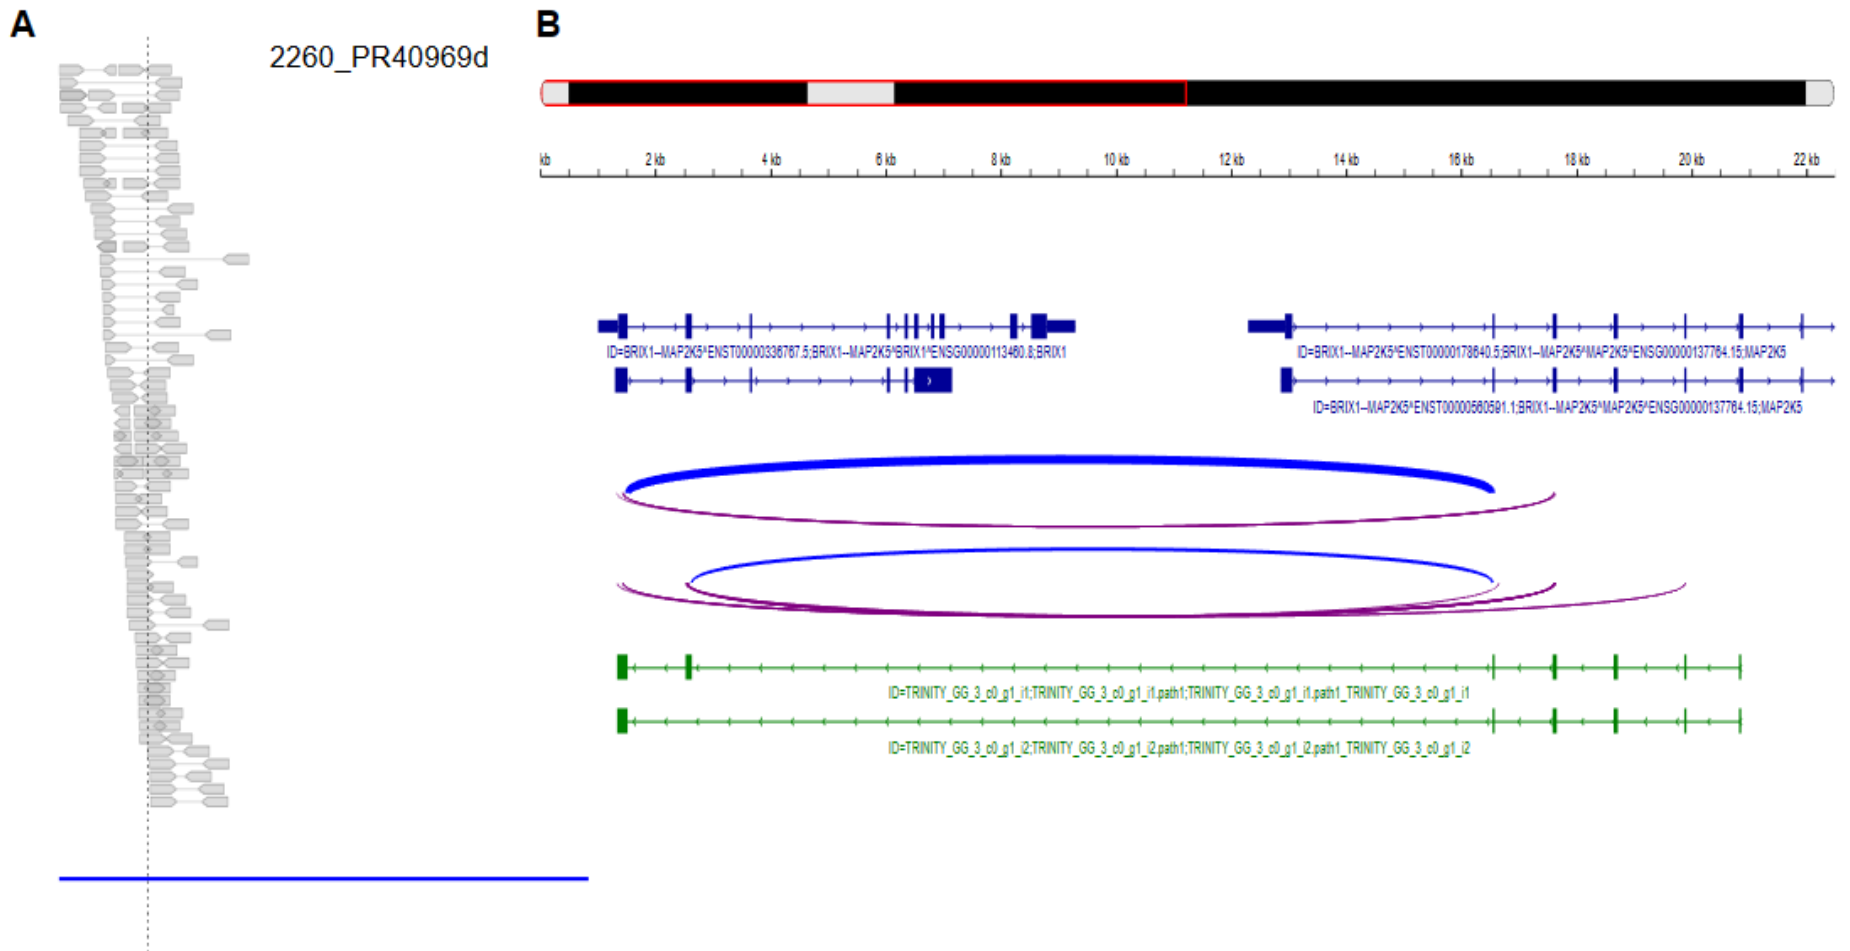 A
B
2260_PR40969d
kb 2 kb 4 kb 6 kb 8 kb 10 kb 12 kb 14 kb 16 kb 18 kb 20 kb 22 kb
ID=BRIX1--MAP2K5^ENST00000336767.5;BRIX1--MAP2K5^BRIX1^ENSG00000113460.8;BRIX1
ID=BRIX1--MAP2K5^ENST00000178640.5;BRIX1--MAP2K5^MAP2K5^ENSG00000137764.15;MAP2K5
ID=BRIX1--MAP2K5^ENST00000560591.1;BRIX1--MAP2K5^MAP2K5^ENSG00000137764.15;MAP2K5
ID=TRINITY_GG_3_c0_g1_i1;TRINITY_GG_3_c0_g1_i1.path1;TRINITY_GG_3_c0_g1_i1.path1_TRINITY_GG_3_c0_g1_i1
ID=TRINITY_GG_3_c0_g1_i2;TRINITY_GG_3_c0_g1_i2.path1;TRINITY_GG_3_c0_g1_i2.path1_TRINITY_GG_3_c0_g1_i2